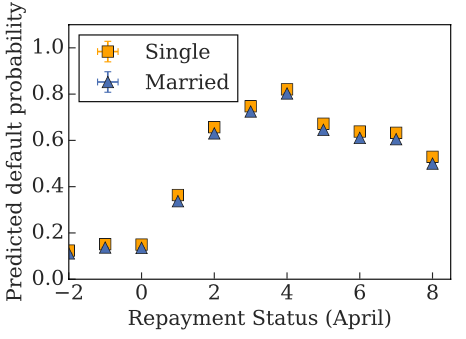 Predicted default probability
1.0
0.8
0.6
0.4
0.2
0.0
Single
Married
−2 0 2 4 6 8
Repayment Status (April)